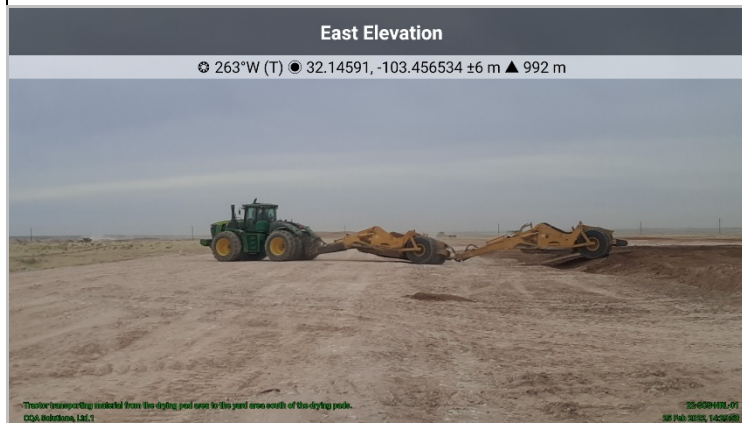 East Elevation
263°W (T) 32.14591, -103.456534 ±6 m ▲ 992 m
Tractor transporting material from the drying pad area to the yard area south of the drying pads.
CQA Solutions, Ltd.